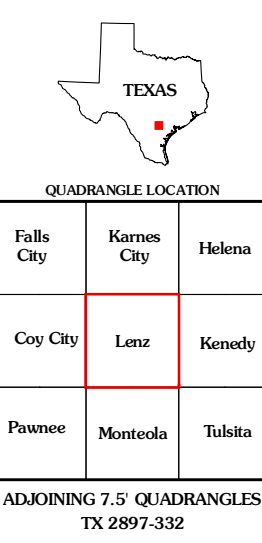 TEXAS
QUADRANGLE LOCATION
Falls
City
Karnes
City
Helena
Coy City
Lenz
Kenedy
Pawnee
Monteola
Tulsita
ADJOINING 7.5' QUADRANGLES
TX 2897-332